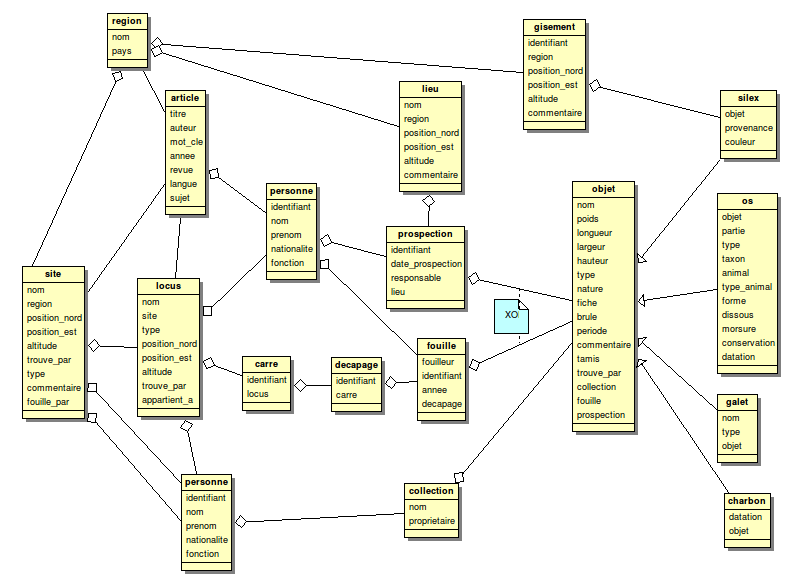 region
nom
pays
gisement
identifiant
region
position_nord
position_est
altitude
commentaire
lieu
nom
region
position_nord
position_est
altitude
commentaire
silex
objet
provenance
couleur
article
titre
auteur
mot_cle
annee
revue
langue
sujet
personne
identifiant
nom
prenom
nationalite
fonction
objet
nom
poids
longueur
largeur
hauteur
type
nature
fiche
brule
periode
commentaire
tamis
trouve_par
collection
fouille
prospection
os
objet
partie
type
taxon
animal
type_animal
forme
dissous
morsure
conservation
datation
prospection
identifiant
date_prospection
responsable
lieu
site
nom
region
position_nord
position_est
altitude
trouve_par
type
commentaire
fouille_par
locus
nom
site
type
position_nord
position_est
altitude
trouve_par
appartient_a
XOR
carre
identifiant
locus
decapage
identifiant
carre
fouille
fouilleur
identifiant
annee
decapage
galet
nom
type
objet
personne
identifiant
nom
prenom
nationalite
fonction
collection
nom
proprietaire
charbon
datation
objet